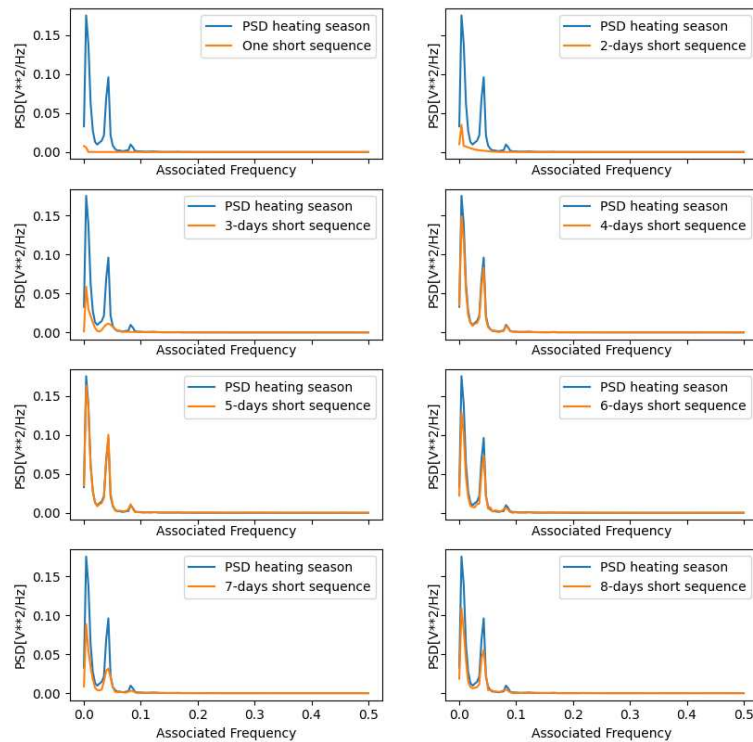 PSD[V**2/Hz]
0.15
0.10
0.05
0.00
PSD heating season
One short sequence
Associated Frequency
PSD[V**2/Hz]
PSD heating season
2-days short sequence
Associated Frequency
PSD[V**2/Hz]
0.15
0.10
0.05
0.00
PSD heating season
3-days short sequence
Associated Frequency
PSD[V**2/Hz]
PSD heating season
4-days short sequence
Associated Frequency
PSD[V**2/Hz]
0.15
0.10
0.05
0.00
PSD heating season
5-days short sequence
Associated Frequency
PSD[V**2/Hz]
PSD heating season
6-days short sequence
Associated Frequency
PSD[V**2/Hz]
0.15
0.10
0.05
0.00
PSD heating season
7-days short sequence
0.0 0.1 0.2 0.3 0.4 0.5
Associated Frequency
PSD[V**2/Hz]
PSD heating season
8-days short sequence
0.0 0.1 0.2 0.3 0.4 0.5
Associated Frequency